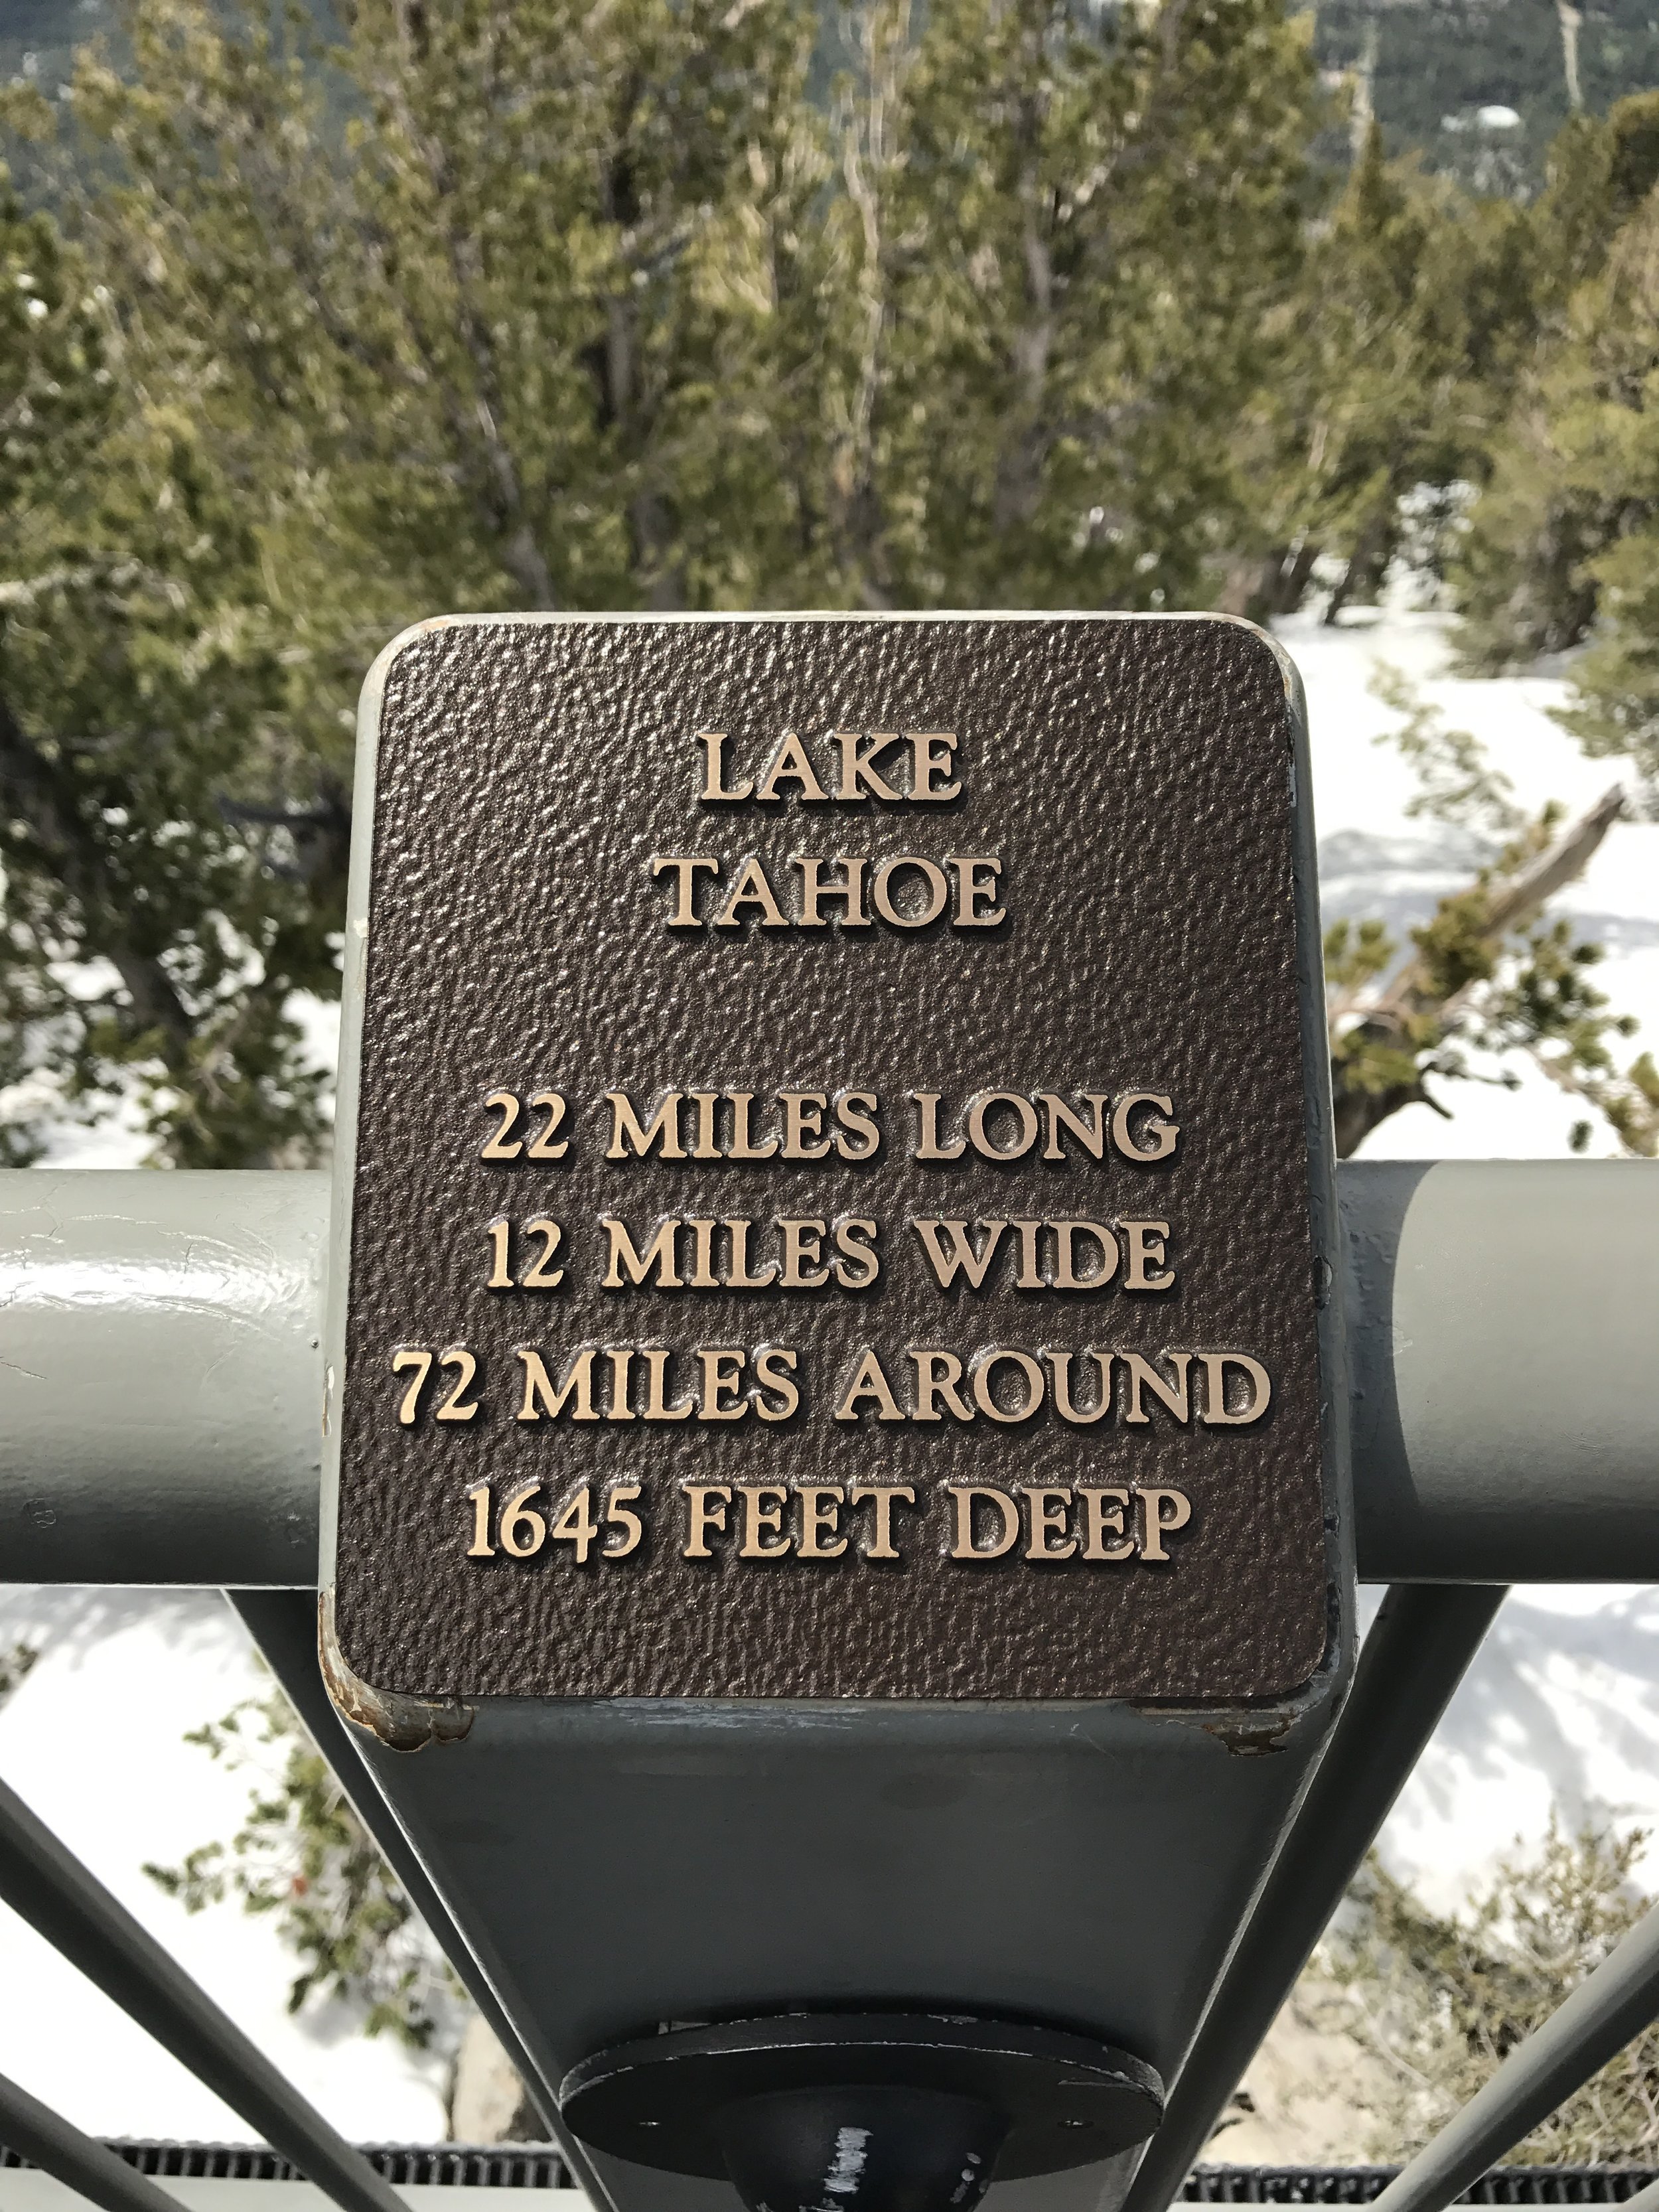 LAKE
TAHOE
22 MILES LONG
12 MILES WIDE
72 MILES AROUND
1645 FEET DEEP